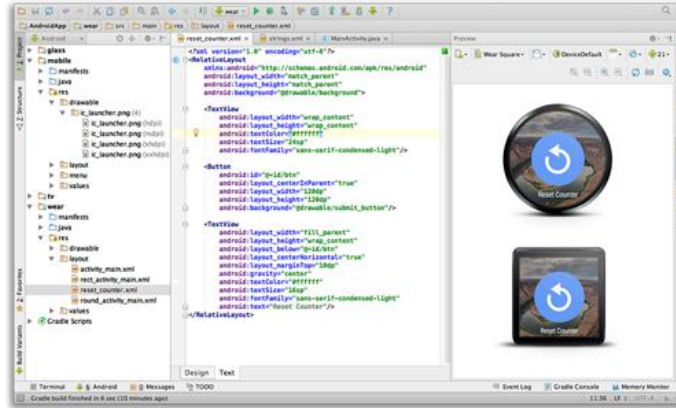 wear
AndroidApp wear src main res layout reset_counter.xml
Android
reset_counter.xml strings.xml MainActivity.java
Preview
1: Project
glass
mobile
manifests
java
res
drawable
ic_launcher.png (4)
ic_launcher.png (hdpi)
ic_launcher.png (mdpi)
ic_launcher.png (xhdpi)
ic_launcher.png (xxhdpi)
layout
menu
values
tv
wear
manifests
java
res
drawable
layout
activity_main.xml
rect_activity_main.xml
reset_counter.xml
round_activity_main.xml
values
Gradle Scripts
Z: Structure
2: Favorites
Build Variants
<?xml version="1.0" encoding="utf-8"?>
<RelativeLayout
xmlns:android="http://schemas.android.com/apk/res/android"
android:layout_width="match_parent"
android:layout_height="match_parent"
android:background="@drawable/background">
<TextView
android:layout_width="wrap_content"
android:layout_height="wrap_content"
android:textColor="#ffffff"
android:textSize="24sp"
android:fontFamily="sans-serif-condensed-light"/>
<Button
android:id="@+id/btn"
android:layout_centerInParent="true"
android:layout_width="120dp"
android:layout_height="120dp"
android:background="@drawable/submit_button"/>
<TextView
android:layout_width="fill_parent"
android:layout_height="wrap_content"
android:layout_below="@+id/btn"
android:layout_centerHorizontal="true"
android:layout_marginTop="10dp"
android:gravity="center"
android:textColor="#ffffff"
android:textSize="16sp"
android:fontFamily="sans-serif-condensed-light"
android:text="Reset Counter"/>
</RelativeLayout>
Wear Square DeviceDefault 21
Reset Counter
Reset Counter
Design Text
Terminal 6: Android 0: Messages TODO Event Log Gradle Console Memory Monitor
Gradle build finished in 6 sec (10 minutes ago) 11:36 LF